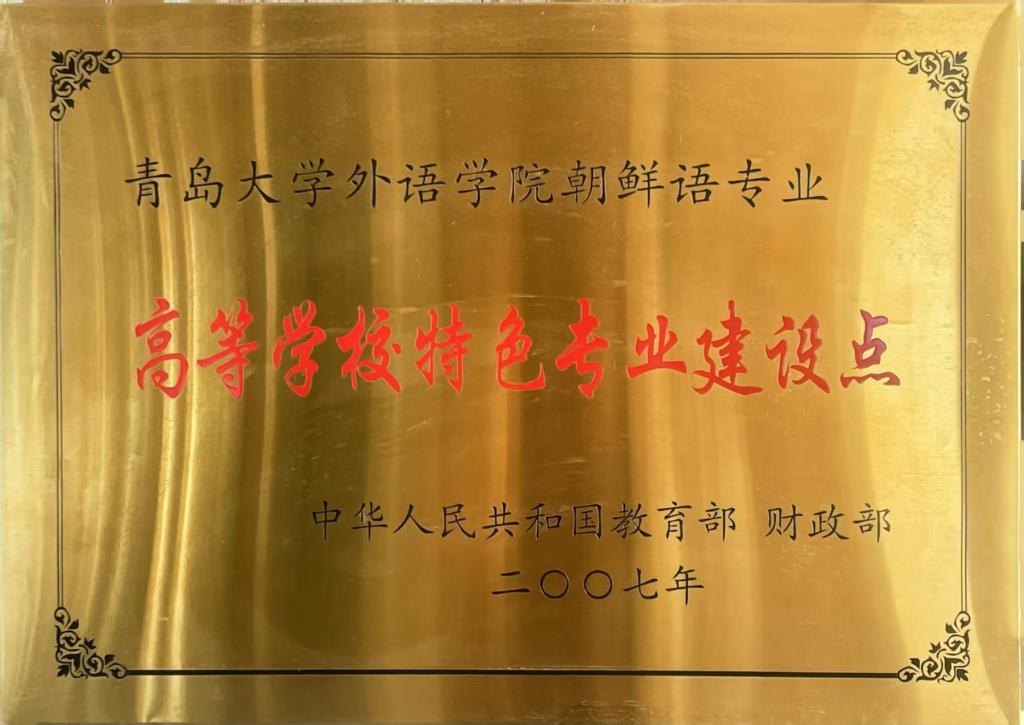 青岛大学外语学院朝鲜语专业
高等学校特色专业建设点
中华人民共和国教育部 财政部
二〇〇七年